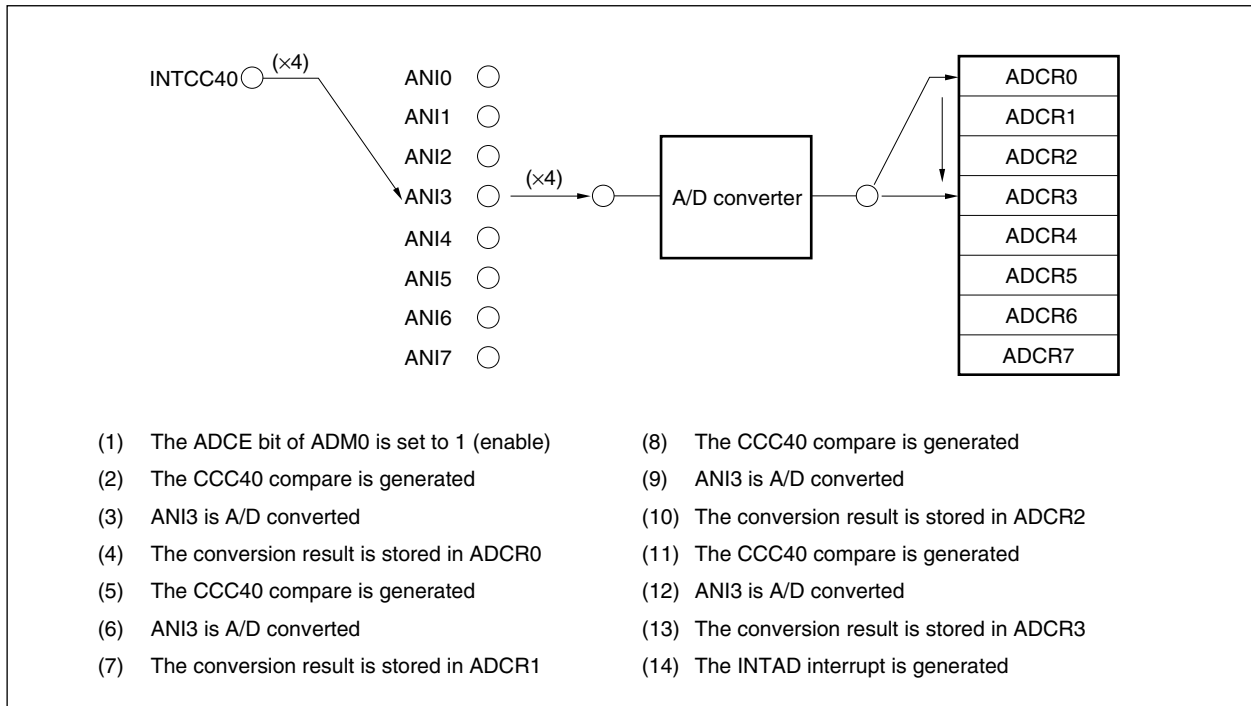 INTCC40
(×4)
ANI0
ANI1
ANI2
ANI3
ANI4
ANI5
ANI6
ANI7
(×4)
A/D converter
ADCR0
ADCR1
ADCR2
ADCR3
ADCR4
ADCR5
ADCR6
ADCR7
(1) The ADCE bit of ADM0 is set to 1 (enable)
(2) The CCC40 compare is generated
(3) ANI3 is A/D converted
(4) The conversion result is stored in ADCR0
(5) The CCC40 compare is generated
(6) ANI3 is A/D converted
(7) The conversion result is stored in ADCR1
(8) The CCC40 compare is generated
(9) ANI3 is A/D converted
(10) The conversion result is stored in ADCR2
(11) The CCC40 compare is generated
(12) ANI3 is A/D converted
(13) The conversion result is stored in ADCR3
(14) The INTAD interrupt is generated